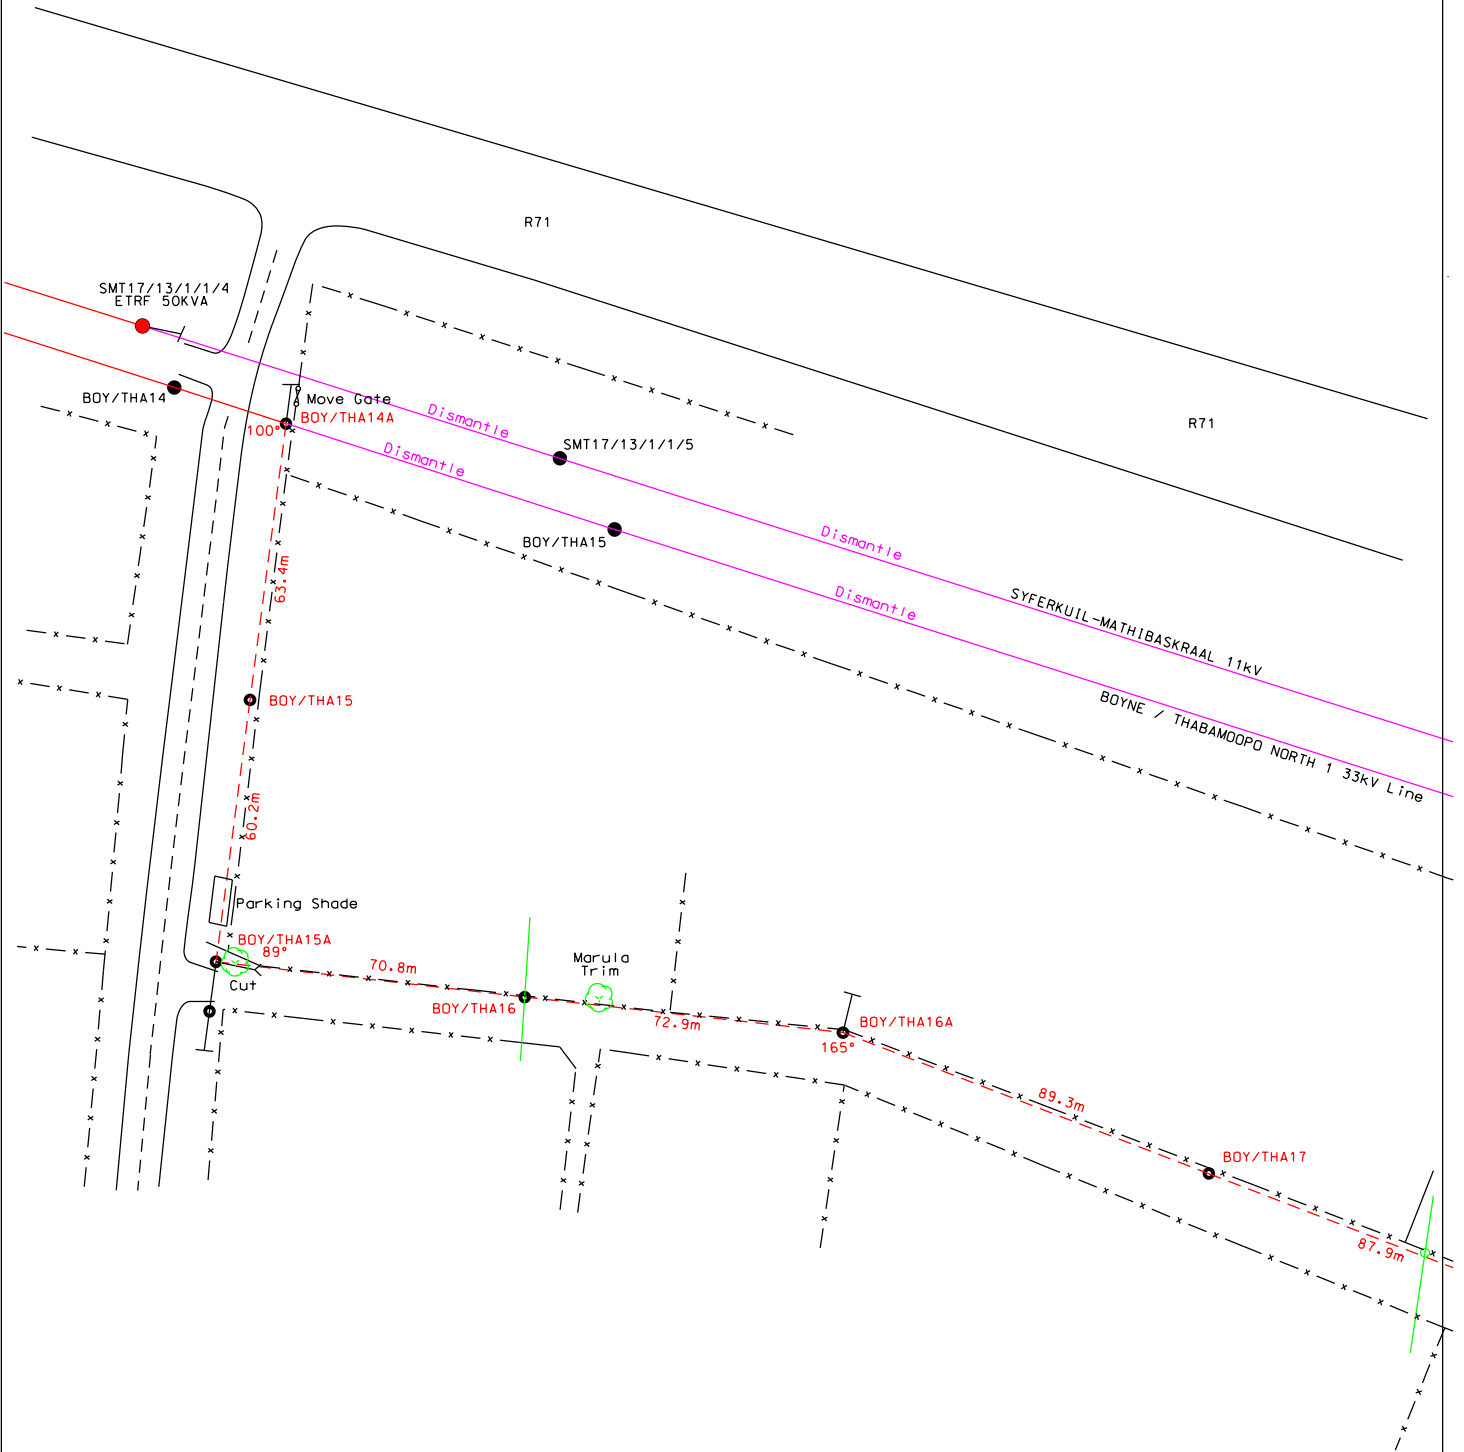 R71
SMT17/13/1/1/4
ETRF 50KVA
BOY/THA14
Move Gate
BOY/THA14A
100°
Dismantle
Dismantle
SMT17/13/1/1/5
R71
BOY/THA15
Dismantle
Dismantle
SYFERKUIL-MATHIBASKRAAL 11kV
BOYNE / THABAMOOPO NORTH 1 33kV Line
63.4m
BOY/THA15
60.2m
Parking Shade
BOY/THA15A
89°
Cut
70.8m
Marula
Trim
BOY/THA16
72.9m
BOY/THA16A
165°
89.3m
BOY/THA17
87.9m